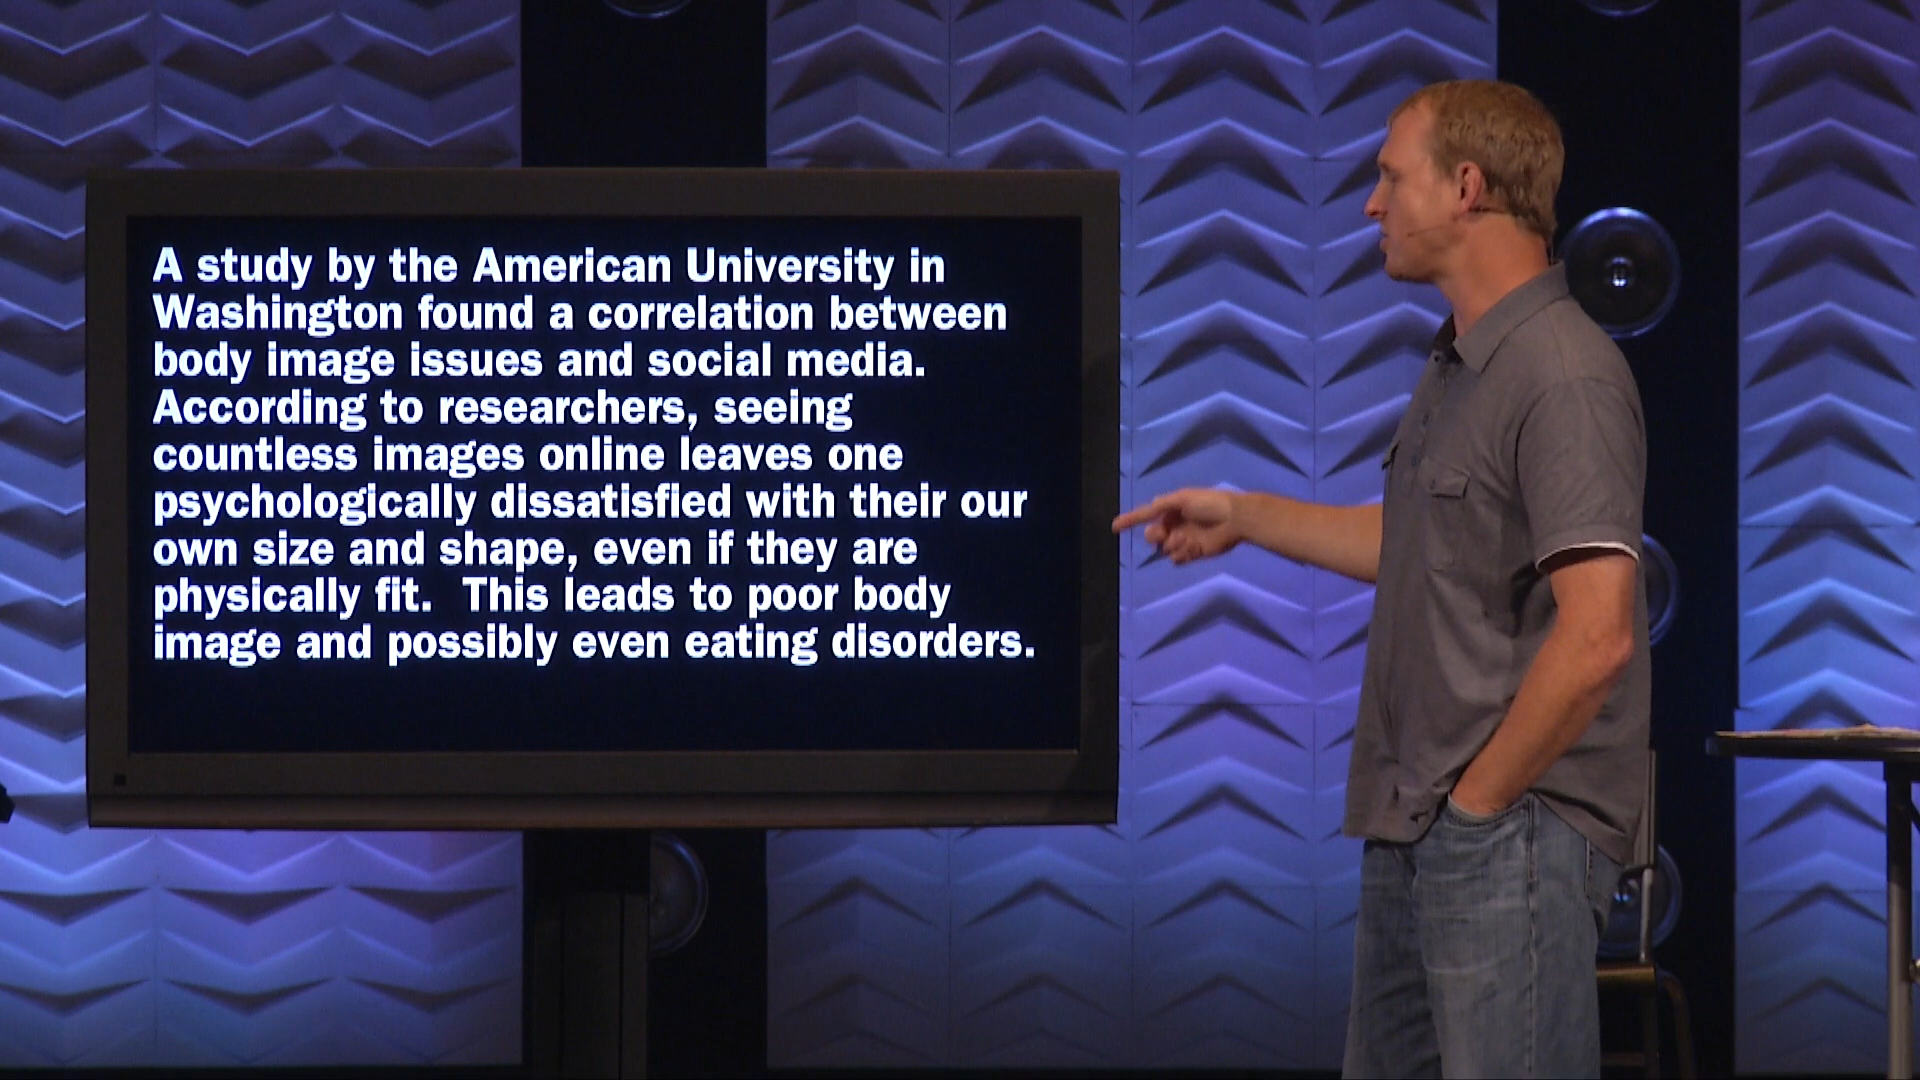 A study by the American University in
Washington found a correlation between
body image issues and social media.
According to researchers, seeing
countless images online leaves one
psychologically dissatisfied with their our
own size and shape, even if they are
physically fit.  This leads to poor body
image and possibly even eating disorders.